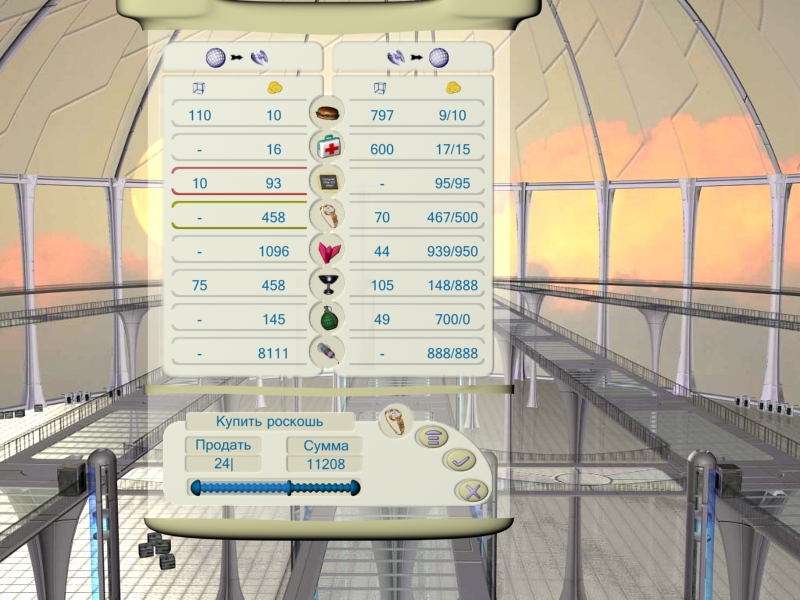 110 10 797 9/10
- 16 600 17/15
10 93 - 95/95
- 458 70 467/500
- 1096 44 939/950
75 458 105 148/888
- 145 49 700/0
- 8111 - 888/888
Купить роскошь
Продать Сумма
24| 11208